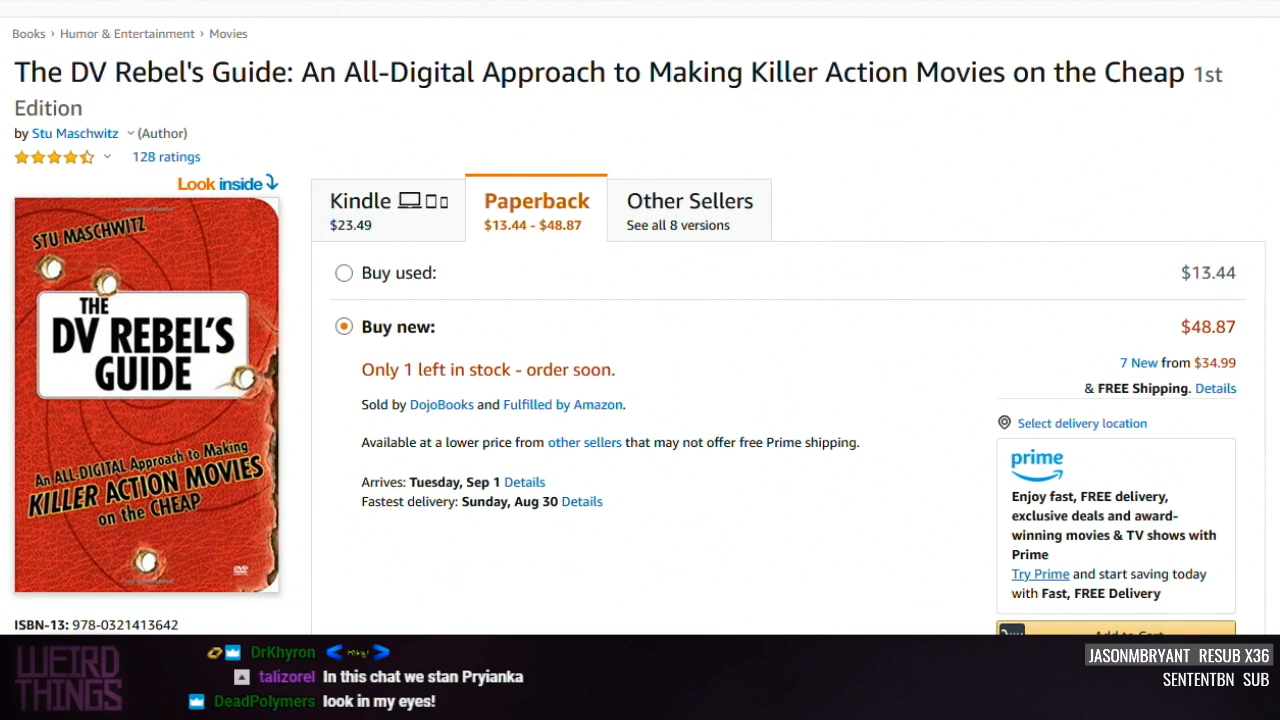 Books › Humor & Entertainment › Movies
The DV Rebel's Guide: An All-Digital Approach to Making Killer Action Movies on the Cheap 1st
Edition
by Stu Maschwitz (Author)
128 ratings
Look inside
STU MASCHWITZ
THE
DV REBEL'S
GUIDE
An ALL-DIGITAL Approach to Making
KILLER ACTION MOVIES
on the CHEAP
DVD
ISBN-13: 978-0321413642
Kindle
$23.49
Paperback
$13.44 - $48.87
Other Sellers
See all 8 versions
Buy used: $13.44
Buy new: $48.87
Only 1 left in stock - order soon.
Sold by DojoBooks and Fulfilled by Amazon.
Available at a lower price from other sellers that may not offer free Prime shipping.
Arrives: Tuesday, Sep 1 Details
Fastest delivery: Sunday, Aug 30 Details
7 New from $34.99
& FREE Shipping. Details
Select delivery location
prime
Enjoy fast, FREE delivery,
exclusive deals and award-
winning movies & TV shows with
Prime
Try Prime and start saving today
with Fast, FREE Delivery
Add to Cart
WEIRD
THINGS
DrKhyron
talizorel In this chat we stan Pryianka
DeadPolymers look in my eyes!
JASONMBRYANT RESUB X36
SENTENTBN SUB